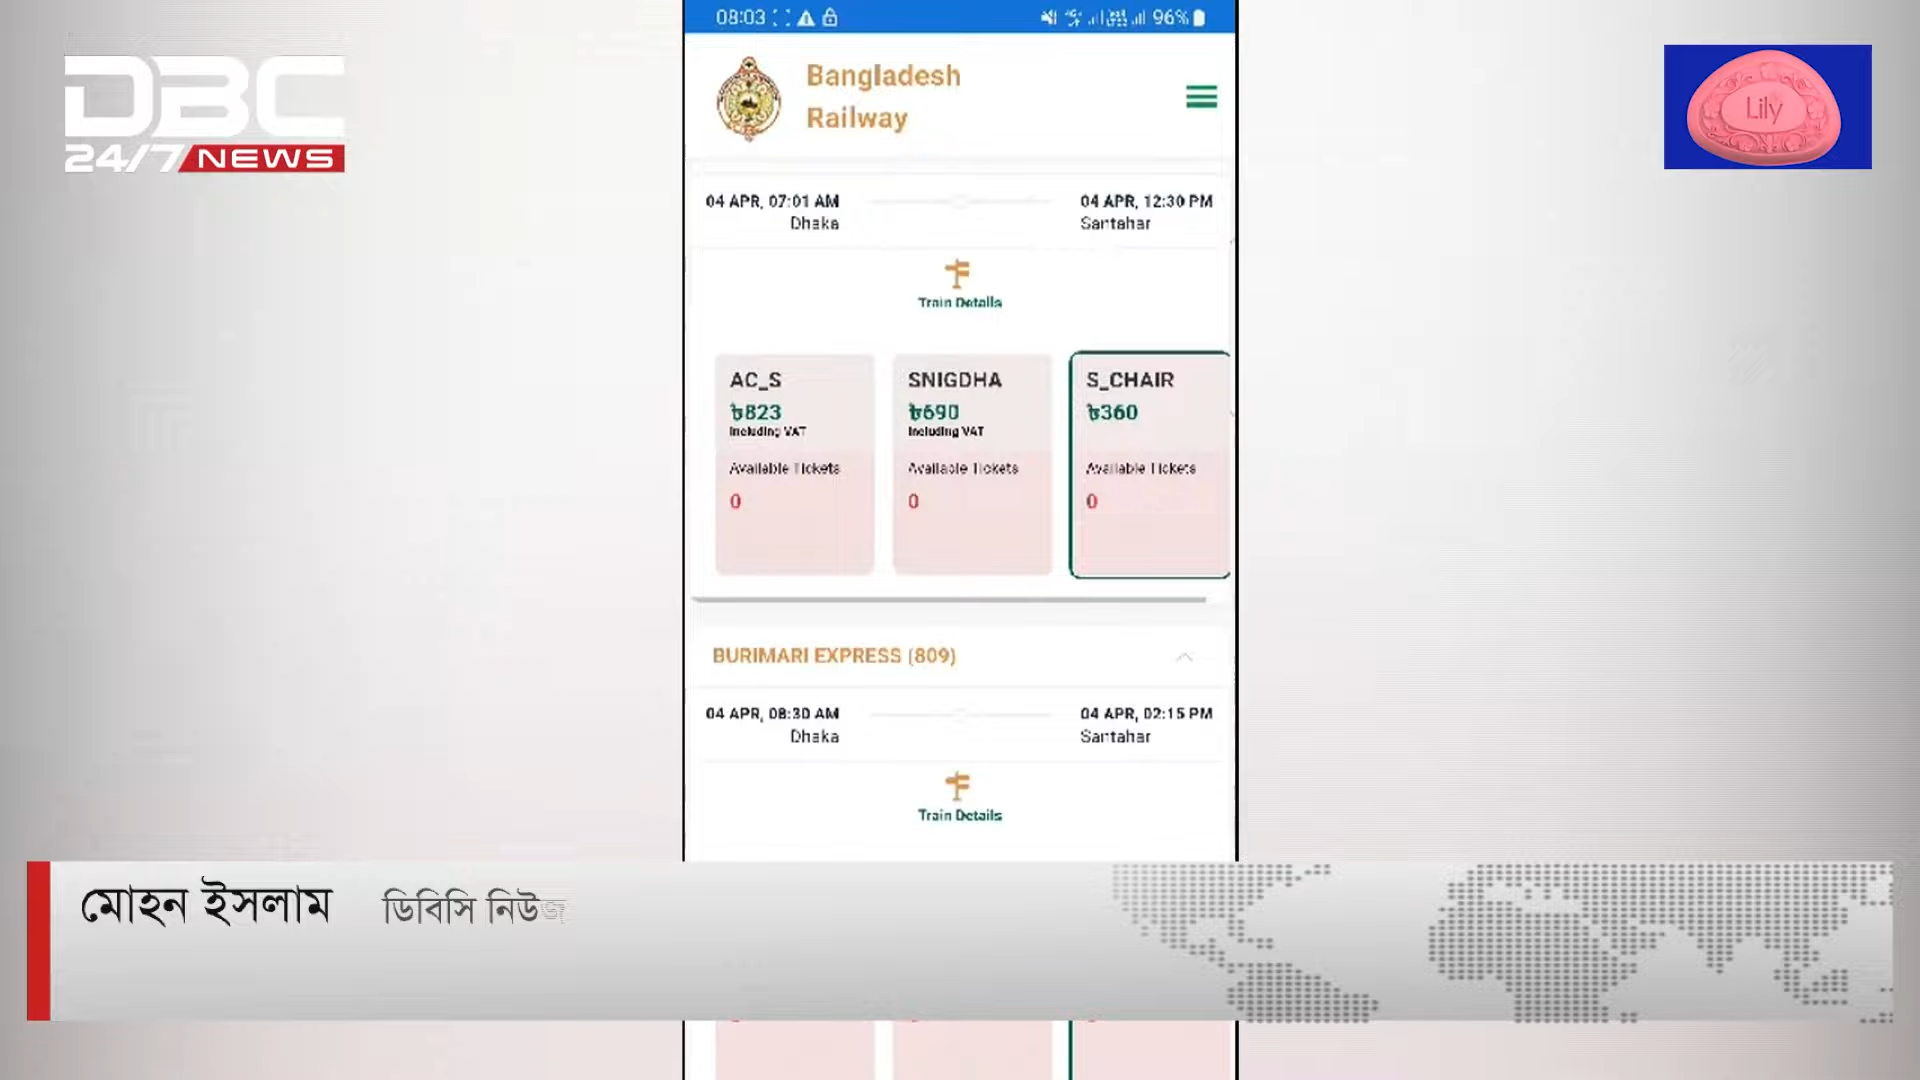 08:03
96%
DBC
24/7 NEWS
Bangladesh
Railway
Lily
04 APR, 07:01 AM
04 APR, 12:30 PM
Dhaka
Santahar
Train Details
AC_S
SNIGDHA
S_CHAIR
৳823
৳690
৳360
Including VAT
Including VAT
Available Tickets
Available Tickets
Available Tickets
0
0
0
BURIMARI EXPRESS (809)
04 APR, 08:30 AM
04 APR, 02:15 PM
Dhaka
Santahar
Train Details
মোহন ইসলাম
ডিবিসি নিউজ